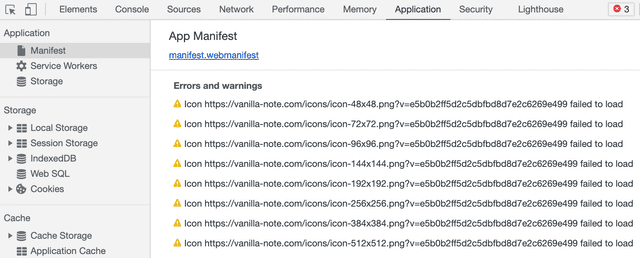 Elements Console Sources Network Performance Memory Application Security Lighthouse 3
Application
Manifest
Service Workers
Storage
Storage
Local Storage
Session Storage
IndexedDB
Web SQL
Cookies
Cache
Cache Storage
Application Cache
App Manifest
manifest.webmanifest
Errors and warnings
Icon https://vanilla-note.com/icons/icon-48x48.png?v=e5b0b2ff5d2c5dbfbd8d7e2c6269e499 failed to load
Icon https://vanilla-note.com/icons/icon-72x72.png?v=e5b0b2ff5d2c5dbfbd8d7e2c6269e499 failed to load
Icon https://vanilla-note.com/icons/icon-96x96.png?v=e5b0b2ff5d2c5dbfbd8d7e2c6269e499 failed to load
Icon https://vanilla-note.com/icons/icon-144x144.png?v=e5b0b2ff5d2c5dbfbd8d7e2c6269e499 failed to load
Icon https://vanilla-note.com/icons/icon-192x192.png?v=e5b0b2ff5d2c5dbfbd8d7e2c6269e499 failed to load
Icon https://vanilla-note.com/icons/icon-256x256.png?v=e5b0b2ff5d2c5dbfbd8d7e2c6269e499 failed to load
Icon https://vanilla-note.com/icons/icon-384x384.png?v=e5b0b2ff5d2c5dbfbd8d7e2c6269e499 failed to load
Icon https://vanilla-note.com/icons/icon-512x512.png?v=e5b0b2ff5d2c5dbfbd8d7e2c6269e499 failed to load